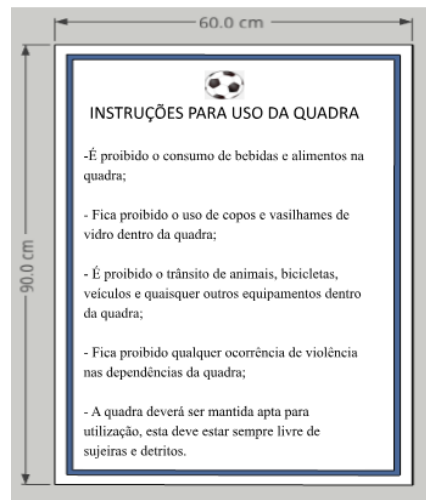 60.0 cm
INSTRUÇÕES PARA USO DA QUADRA
-É proibido o consumo de bebidas e alimentos na
quadra;
- Fica proibido o uso de copos e vasilhames de
vidro dentro da quadra;
- É proibido o trânsito de animais, bicicletas,
veículos e quaisquer outros equipamentos dentro
da quadra;
90.0 cm
- Fica proibido qualquer ocorrência de violência
nas dependências da quadra;
- A quadra deverá ser mantida apta para
utilização, esta deve estar sempre livre de
sujeiras e detritos.